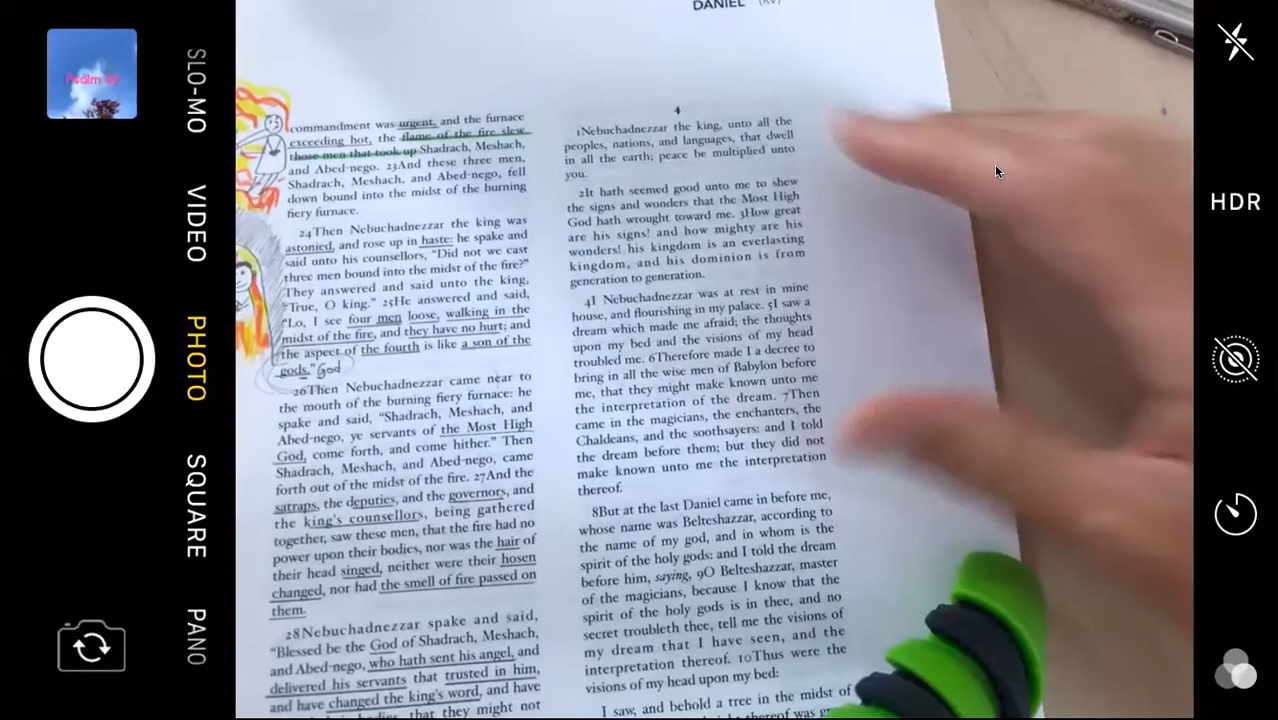 DANIEL (RV)
Psalm
SLO-MO
VIDEO
PHOTO
SQUARE
PANO
HDR
commandment was urgent, and the furnace
exceeding hot, the flame of the fire slew
those men that took up Shadrach, Meshach,
and Abed-nego. 23And these three men,
Shadrach, Meshach, and Abed-nego, fell
down bound into the midst of the burning
fiery furnace.
24Then Nebuchadnezzar the king was
astonied, and rose up in haste: he spake and
said unto his counsellors, “Did not we cast
three men bound into the midst of the fire?”
They answered and said unto the king,
“True, O king.” 25He answered and said,
“Lo, I see four men loose, walking in the
midst of the fire, and they have no hurt; and
the aspect of the fourth is like a son of the
gods.” God
26Then Nebuchadnezzar came near to
the mouth of the burning fiery furnace: he
spake and said, “Shadrach, Meshach, and
Abed-nego, ye servants of the Most High
God, come forth, and come hither.” Then
Shadrach, Meshach, and Abed-nego, came
forth out of the midst of the fire. 27And the
satraps, the deputies, and the governors, and
the king's counsellors, being gathered
together, saw these men, that the fire had no
power upon their bodies, nor was the hair of
their head singed, neither were their hosen
changed, nor had the smell of fire passed on
them.
28Nebuchadnezzar spake and said,
“Blessed be the God of Shadrach, Meshach,
and Abed-nego, who hath sent his angel, and
delivered his servants that trusted in him,
and have changed the king's word, and have
that they might not
4
1Nebuchadnezzar the king, unto all the
peoples, nations, and languages, that dwell
in all the earth; peace be multiplied unto
you.
2It hath seemed good unto me to shew
the signs and wonders that the Most High
God hath wrought toward me. 3How great
are his signs! and how mighty are his
wonders! his kingdom is an everlasting
kingdom, and his dominion is from
generation to generation.
4I Nebuchadnezzar was at rest in mine
house, and flourishing in my palace. 5I saw a
dream which made me afraid; the thoughts
upon my bed and the visions of my head
troubled me. 6Therefore made I a decree to
bring in all the wise men of Babylon before
me, that they might make known unto me
the interpretation of the dream. 7Then
came in the magicians, the enchanters, the
Chaldeans, and the soothsayers: and I told
the dream before them; but they did not
make known unto me the interpretation
thereof.
8But at the last Daniel came in before me,
whose name was Belteshazzar, according to
the name of my god, and in whom is the
spirit of the holy gods: and I told the dream
before him, saying, 9O Belteshazzar, master
of the magicians, because I know that the
spirit of the holy gods is in thee, and no
secret troubleth thee, tell me the visions of
my dream that I have seen, and the
interpretation thereof. 10Thus were the
visions of my head upon my bed:
I saw, and behold a tree in the midst of
thereof was